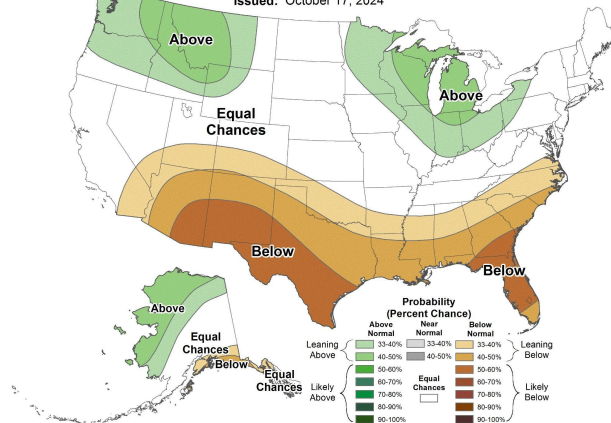 Issued: October 17, 2024
Above
Above
Equal
Chances
Below
Below
Above
Equal
Chances
Below
Equal
Chances
Probability
(Percent Chance)
Above
Normal
Near
Normal
Below
Normal
Leaning
Above
33-40%
33-40%
33-40%
Leaning
Below
40-50%
40-50%
40-50%
Likely
Above
50-60%
60-70%
70-80%
80-90%
90-100%
Equal
Chances
50-60%
60-70%
70-80%
80-90%
90-100%
Likely
Below